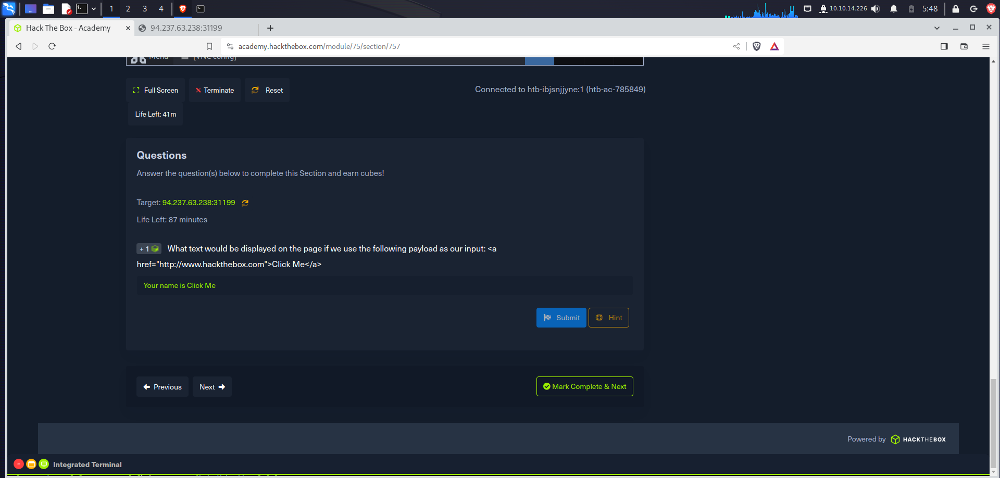 1 2 3 4
10.10.14.226
5:48
Hack The Box - Academy
94.237.63.238:31199
academy.hackthebox.com/module/75/section/757
Menu
[VNC config]
Full Screen
Terminate
Reset
Connected to htb-ibjsnjjyne:1 (htb-ac-785849)
Life Left: 41m
Questions
Answer the question(s) below to complete this Section and earn cubes!
Target: 94.237.63.238:31199
Life Left: 87 minutes
+ 1 What text would be displayed on the page if we use the following payload as our input: <a
href="http://www.hackthebox.com">Click Me</a>
Your name is Click Me
Submit
Hint
Previous
Next
Mark Complete & Next
Powered by HACKTHEBOX
Integrated Terminal